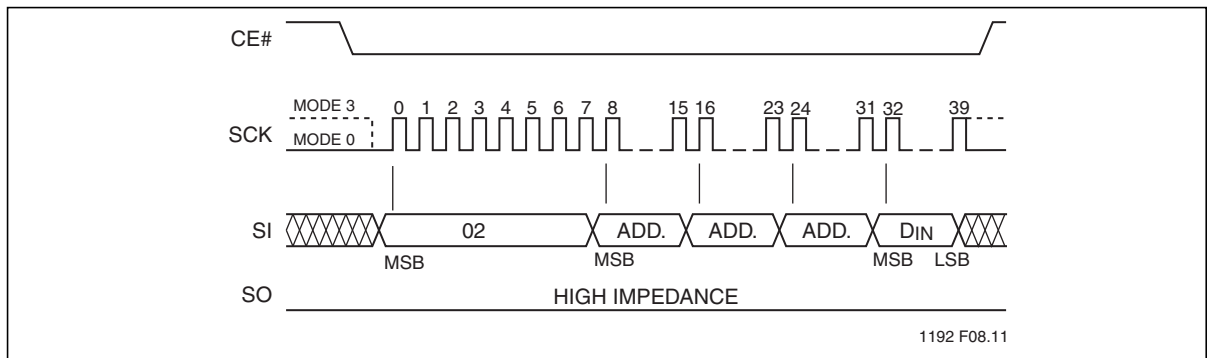 CE#
MODE 3
0 1 2 3 4 5 6 7 8 15 16 23 24 31 32 39
SCK
MODE 0
SI
02 ADD. ADD. ADD. DIN
MSB MSB MSB LSB
SO
HIGH IMPEDANCE
1192 F08.11